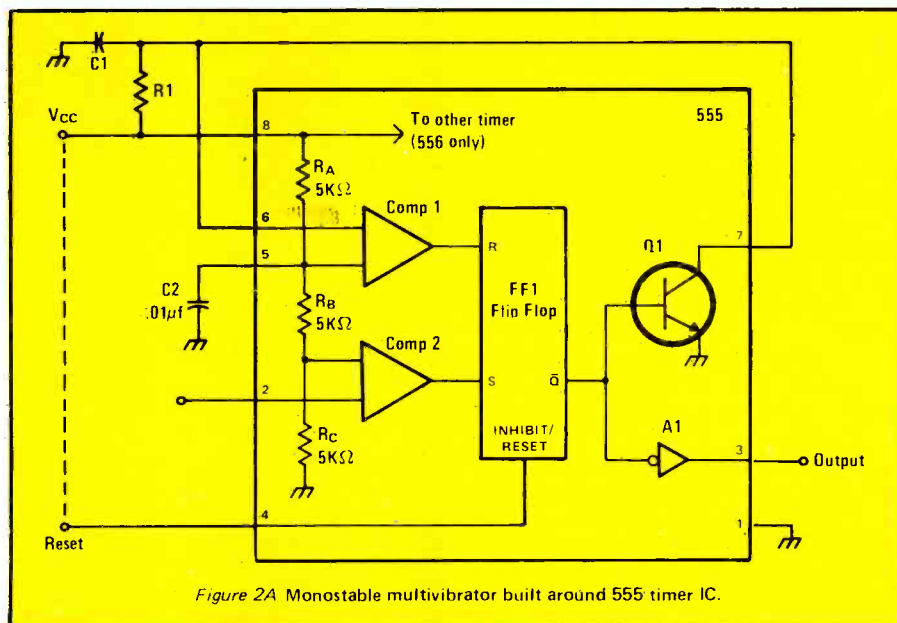 C1
R1
VCC
8
To other timer
(556 only)
555
RA
5KΩ
Comp 1
6
5
7
Q1
R
FF1
Flip Flop
C2
.01µf
RB
5KΩ
Comp 2
2
S
Q̄
A1
INHIBIT/
RESET
RC
5KΩ
3
Output
4
1
Reset
Figure 2A Monostable multivibrator built around 555 timer IC.